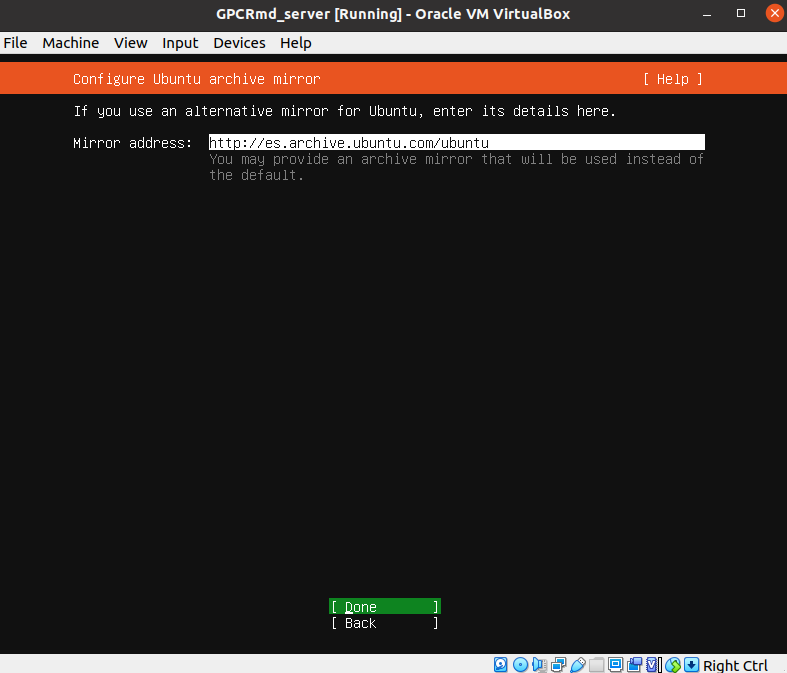 GPCRmd_server [Running] - Oracle VM VirtualBox
File Machine View Input Devices Help
Configure Ubuntu archive mirror [ Help ]
If you use an alternative mirror for Ubuntu, enter its details here.
Mirror address: http://es.archive.ubuntu.com/ubuntu
You may provide an archive mirror that will be used instead of
the default.
[ Done ]
[ Back ]
Right Ctrl